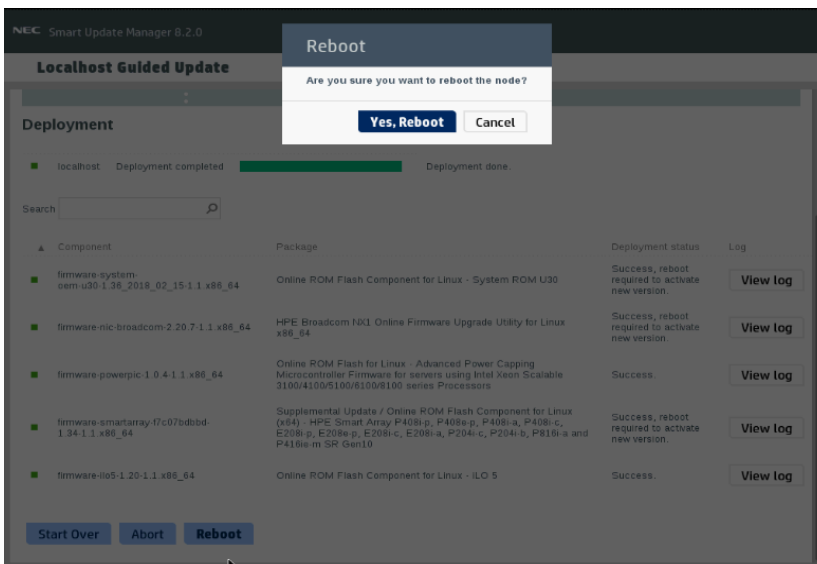 NEC Smart Update Manager 8.2.0
Localhost Guided Update
Reboot
Are you sure you want to reboot the node?
Yes, Reboot Cancel
Deployment
localhost Deployment completed Deployment done.
Search
Component Package Deployment status Log
firmware-system-
oem-u30-1.36_2018_02_15-1.1.x86_64
Online ROM Flash Component for Linux - System ROM U30
Success, reboot
required to activate
new version.
View log
firmware-nic-broadcom-2.20.7-1.1.x86_64
HPE Broadcom NX1 Online Firmware Upgrade Utility for Linux
x86_64
Success, reboot
required to activate
new version.
View log
firmware-powerpic-1.0.4-1.1.x86_64
Online ROM Flash for Linux - Advanced Power Capping
Microcontroller Firmware for servers using Intel Xeon Scalable
3100/4100/5100/6100/8100 series Processors
Success.
View log
firmware-smartarray-f7c07bdbbd-
1.34-1.1.x86_64
Supplemental Update / Online ROM Flash Component for Linux
(x64) - HPE Smart Array P408i-p, P408e-p, P408i-a, P408i-c,
E208i-p, E208e-p, E208i-c, E208i-a, P204i-c, P204i-b, P816i-a and
P416ie-m SR Gen10
Success, reboot
required to activate
new version.
View log
firmware-ilo5-1.20-1.1.x86_64
Online ROM Flash Component for Linux - iLO 5
Success.
View log
Start Over Abort Reboot